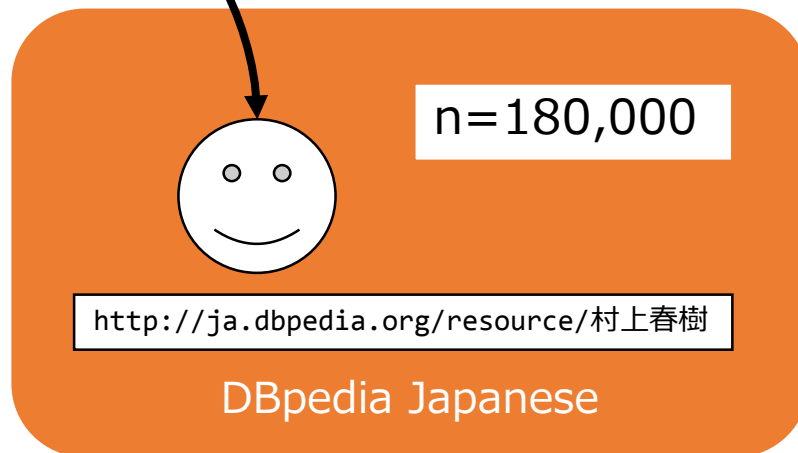 n=180,000
http://ja.dbpedia.org/resource/村上春樹
DBpedia Japanese